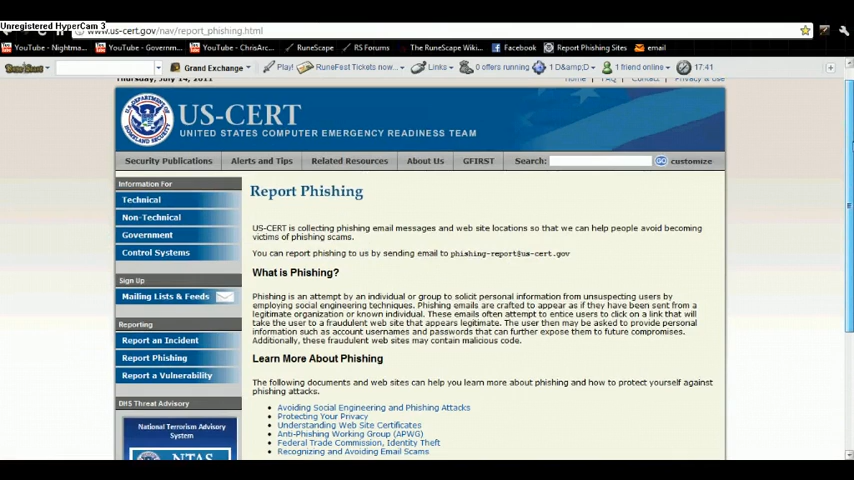 Unregistered HyperCam 3
www.us-cert.gov/nav/report_phishing.html
YouTube - Nightma... YouTube - Governm... YouTube - ChrisArc... RuneScape RS Forums The RuneScape Wiki... Facebook Report Phishing Sites email
Grand Exchange Play! RuneFest Tickets now... Links 0 offers running 1 D&amp;D 1 friend online 17:41
Thursday, July 14, 2011 Home FAQ Contact Privacy & Use
US-CERT
UNITED STATES COMPUTER EMERGENCY READINESS TEAM
Security Publications Alerts and Tips Related Resources About Us GFIRST Search: GO customize
Information For
Technical
Non-Technical
Government
Control Systems
Sign Up
Mailing Lists & Feeds
Reporting
Report an Incident
Report Phishing
Report a Vulnerability
DHS Threat Advisory
National Terrorism Advisory
System
NTAS
Report Phishing
US-CERT is collecting phishing email messages and web site locations so that we can help people avoid becoming
victims of phishing scams.
You can report phishing to us by sending email to phishing-report@us-cert.gov
What is Phishing?
Phishing is an attempt by an individual or group to solicit personal information from unsuspecting users by
employing social engineering techniques. Phishing emails are crafted to appear as if they have been sent from a
legitimate organization or known individual. These emails often attempt to entice users to click on a link that will
take the user to a fraudulent web site that appears legitimate. The user then may be asked to provide personal
information such as account usernames and passwords that can further expose them to future compromises.
Additionally, these fraudulent web sites may contain malicious code.
Learn More About Phishing
The following documents and web sites can help you learn more about phishing and how to protect yourself against
phishing attacks.
Avoiding Social Engineering and Phishing Attacks
Protecting Your Privacy
Understanding Web Site Certificates
Anti-Phishing Working Group (APWG)
Federal Trade Commission, Identity Theft
Recognizing and Avoiding Email Scams